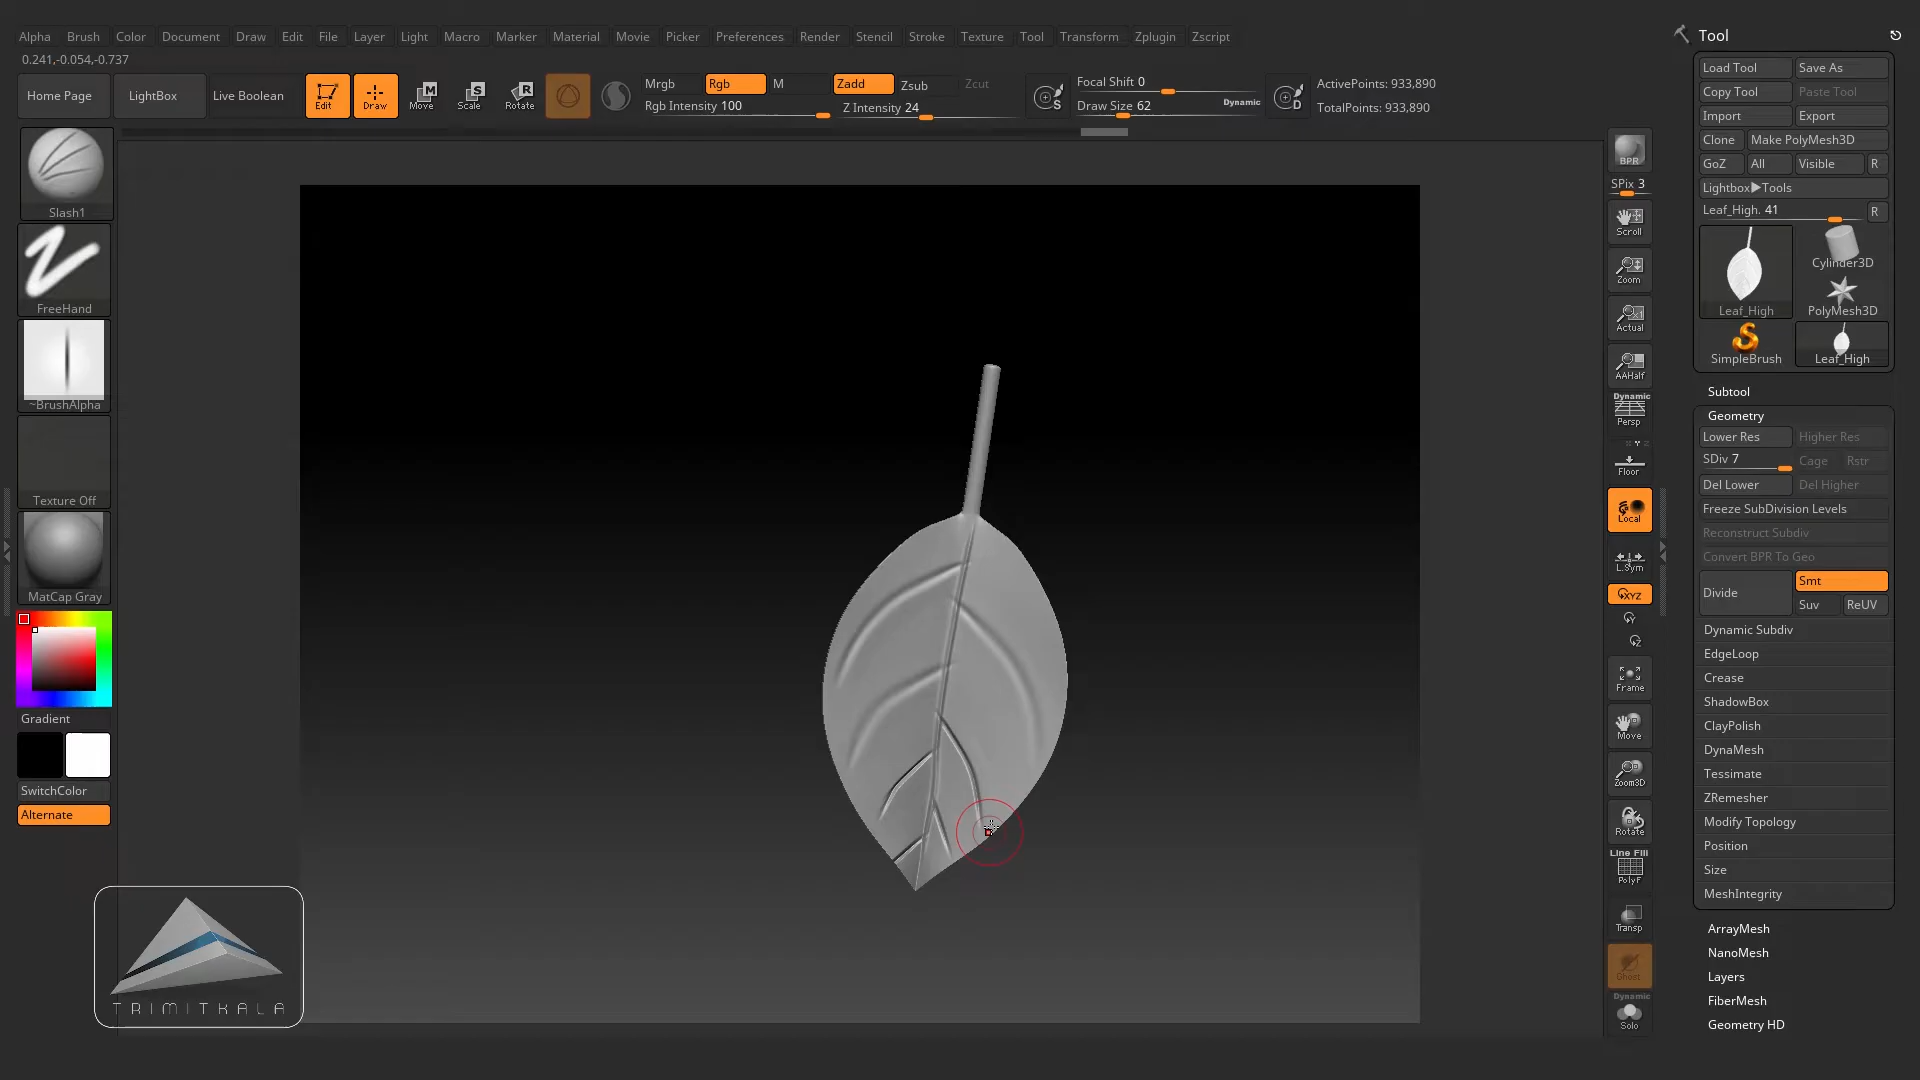 Alpha Brush Color Document Draw Edit File Layer Light Macro Marker Material Movie Picker Preferences Render Stencil Stroke Texture Tool Transform Zplugin Zscript
0.241,-0.054,-0.737
Home Page LightBox Live Boolean Edit Draw Move Scale Rotate
M S R
Mrgb Rgb M Zadd Zsub Zcut
Rgb Intensity 100 Z Intensity 24
S Focal Shift 0
Draw Size 62 Dynamic
D ActivePoints: 933,890
TotalPoints: 933,890
Slash1
FreeHand
~BrushAlpha
Texture Off
MatCap Gray
Gradient
SwitchColor
Alternate
TRIMITKALA
BPR
SPix 3
Scroll
Zoom
Actual
AAHalf
Dynamic
Persp
Floor
Local
L.Sym
XYZ
Y
Z
Frame
Move
Zoom3D
Rotate
Line Fill
PolyF
Transp
Ghost
Dynamic
Solo
Tool
Load Tool Save As
Copy Tool Paste Tool
Import Export
Clone Make PolyMesh3D
GoZ All Visible R
Lightbox▶Tools
Leaf_High. 41 R
Leaf_High Cylinder3D
PolyMesh3D
SimpleBrush Leaf_High
Subtool
Geometry
Lower Res Higher Res
SDiv 7 Cage Rstr
Del Lower Del Higher
Freeze SubDivision Levels
Reconstruct Subdiv
Convert BPR To Geo
Divide Smt
Suv ReUV
Dynamic Subdiv
EdgeLoop
Crease
ShadowBox
ClayPolish
DynaMesh
Tessimate
ZRemesher
Modify Topology
Position
Size
MeshIntegrity
ArrayMesh
NanoMesh
Layers
FiberMesh
Geometry HD